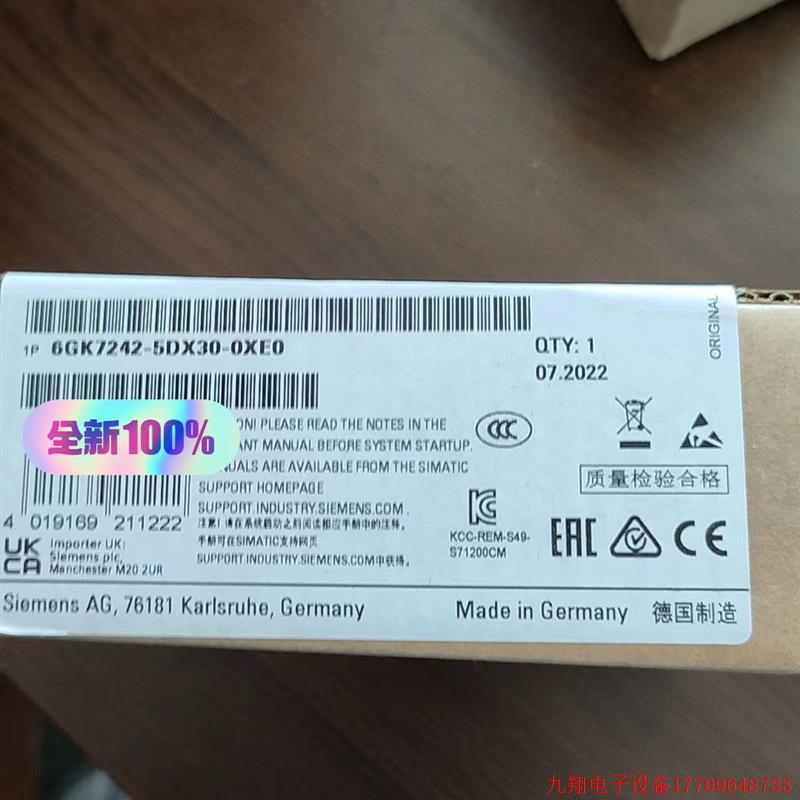 1P 6GK7242-5DX30-0XE0
QTY: 1
07.2022
ORIGINAL
全新100%
ION! PLEASE READ THE NOTES IN THE
ANT MANUAL BEFORE SYSTEM STARTUP.
NUALS ARE AVAILABLE FROM THE SIMATIC
SUPPORT HOMEPAGE
SUPPORT.INDUSTRY.SIEMENS.COM.
注意! 请在系统启动之前阅读相应手册中的注释。
手册可在SIMATIC支持网页
SUPPORT.INDUSTRY.SIEMENS.COM中获得。
CCC
质量检验合格
4 019169 211222
UK
CA
Importer UK:
Siemens plc,
Manchester M20 2UR
KCC-REM-S49-
S71200CM
EAC
CE
Siemens AG, 76181 Karlsruhe, Germany
Made in Germany 德国制造
九翔电子设备17709648783